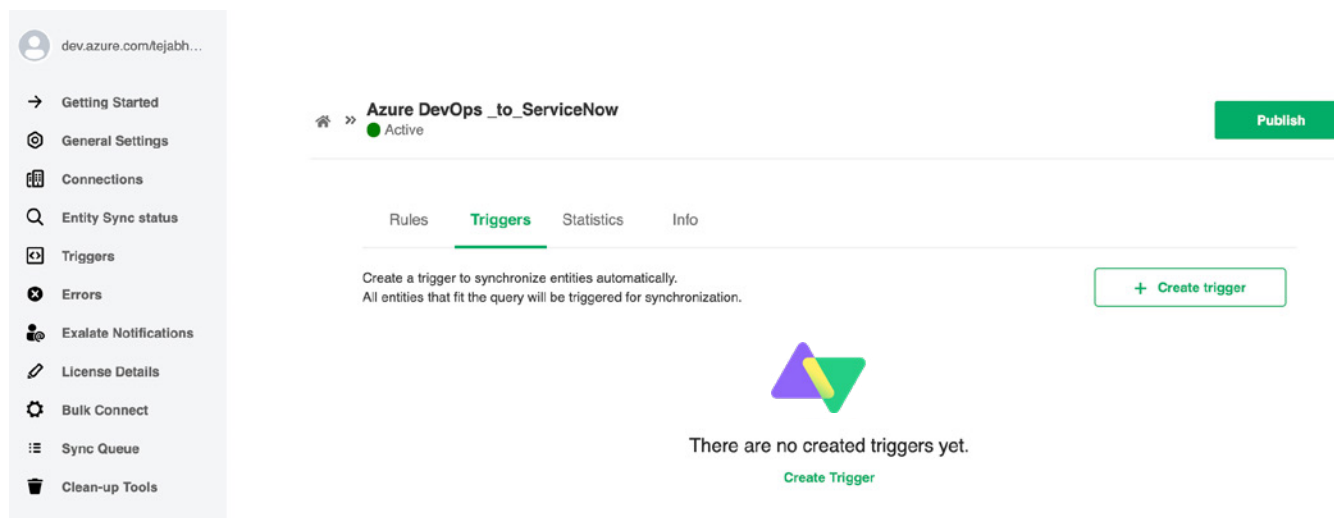 dev.azure.com/tejabh...
Getting Started
General Settings
Connections
Entity Sync status
Triggers
Errors
Exalate Notifications
License Details
Bulk Connect
Sync Queue
Clean-up Tools
Azure DevOps _to_ServiceNow
Active
Publish
Rules Triggers Statistics Info
Create a trigger to synchronize entities automatically.
All entities that fit the query will be triggered for synchronization.
+ Create trigger
There are no created triggers yet.
Create Trigger